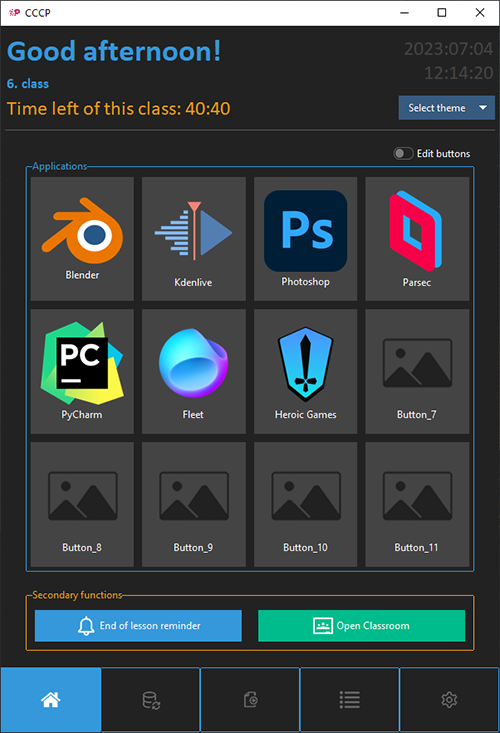 CCCP
Good afternoon!
2023:07:04
12:14:20
6. class
Time left of this class: 40:40
Select theme
Edit buttons
Applications
Blender
Kdenlive
Ps
Photoshop
Parsec
PC
PyCharm
Fleet
Heroic Games
Button_7
Button_8
Button_9
Button_10
Button_11
Secondary functions
End of lesson reminder
Open Classroom